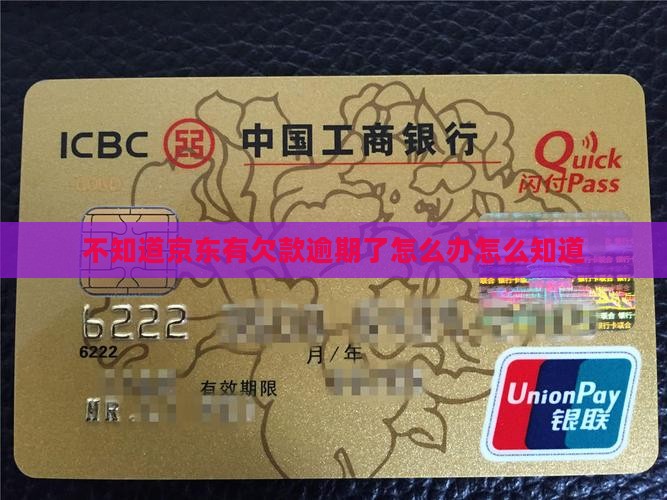 ICBC 中国工商银行
Quick
闪付Pass
不知道京东有欠款逾期了怎么办怎么知道
6222
6222
月/年
有效期限
MR.
UnionPay
银联